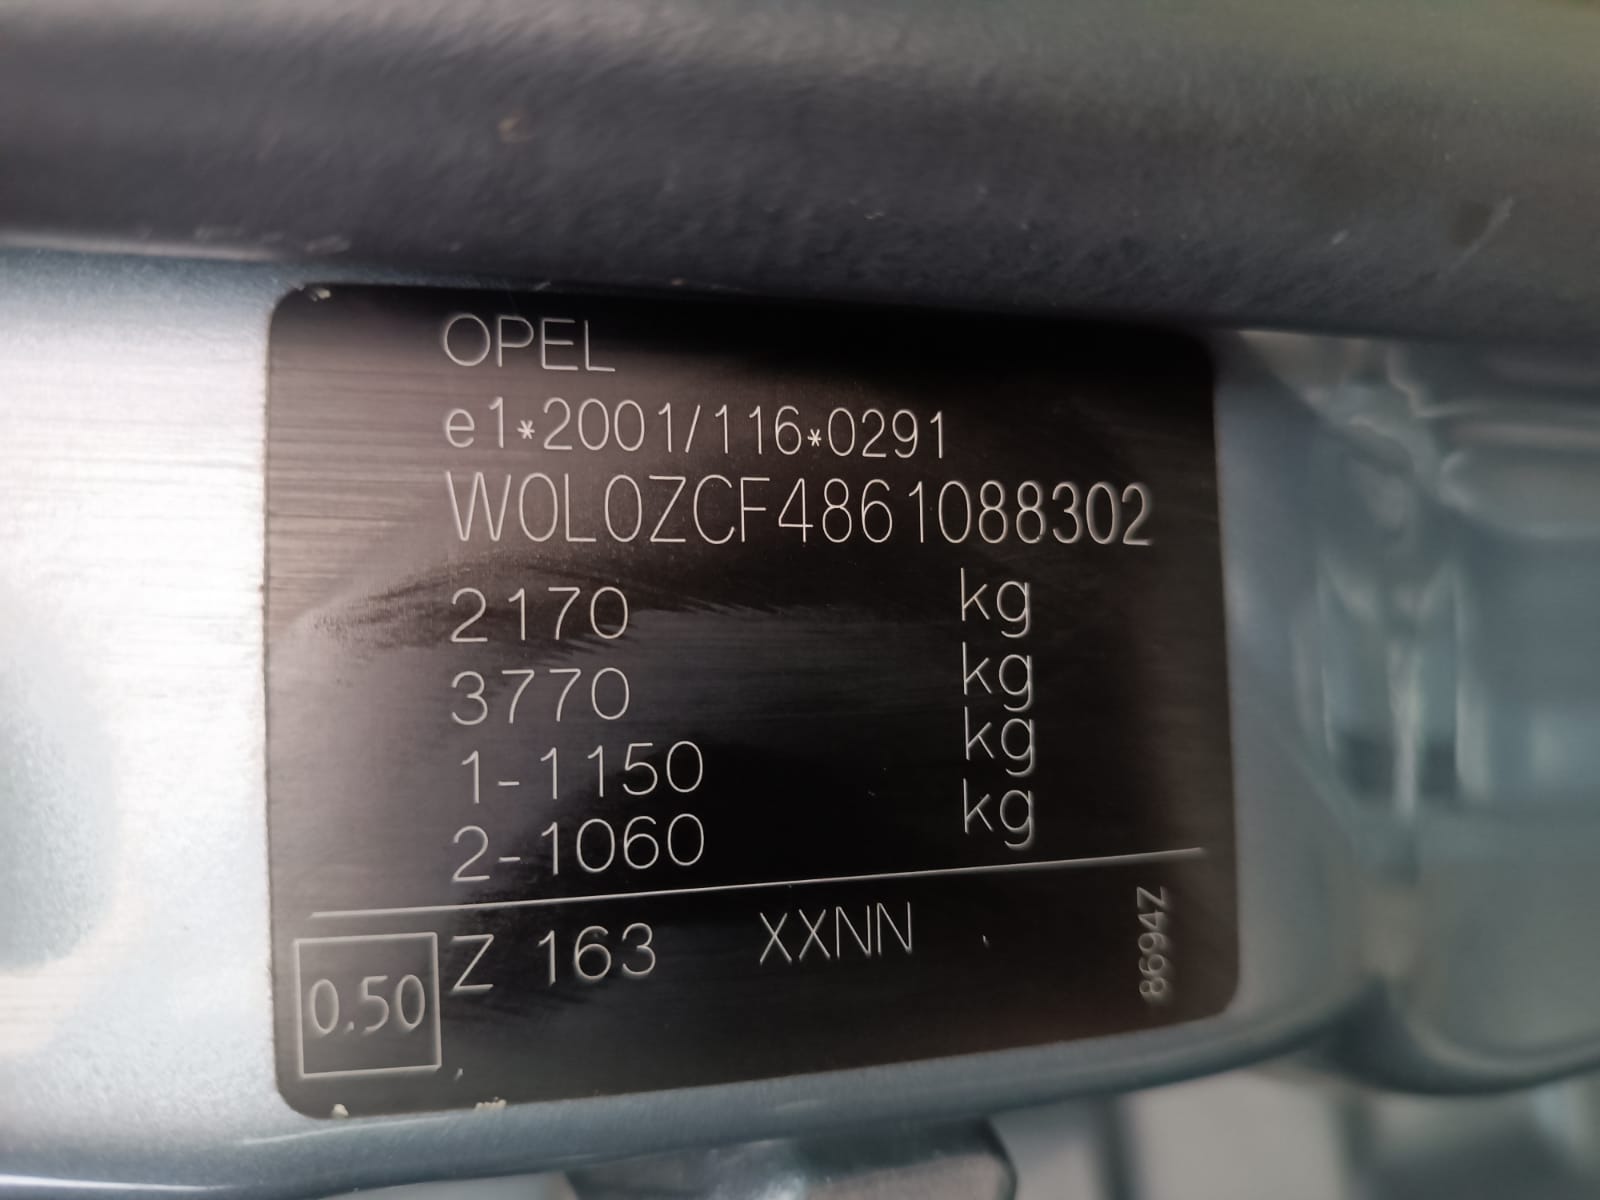 OPEL
e1*2001/116*0291
W0L0ZCF4861088302
2170 kg
3770 kg
1-1150 kg
2-1060 kg
0.50
Z 163 XXNN
8694Z